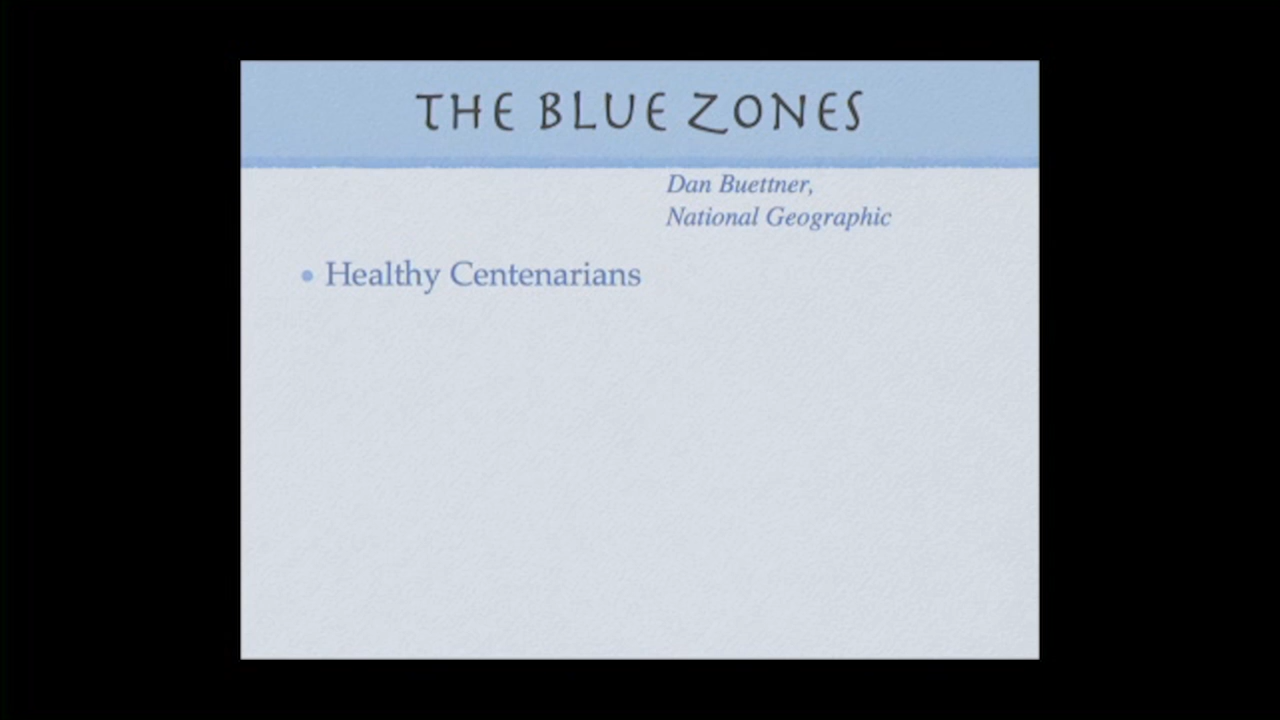 THE BLUE ZONES
Dan Buettner,
National Geographic
• Healthy Centenarians